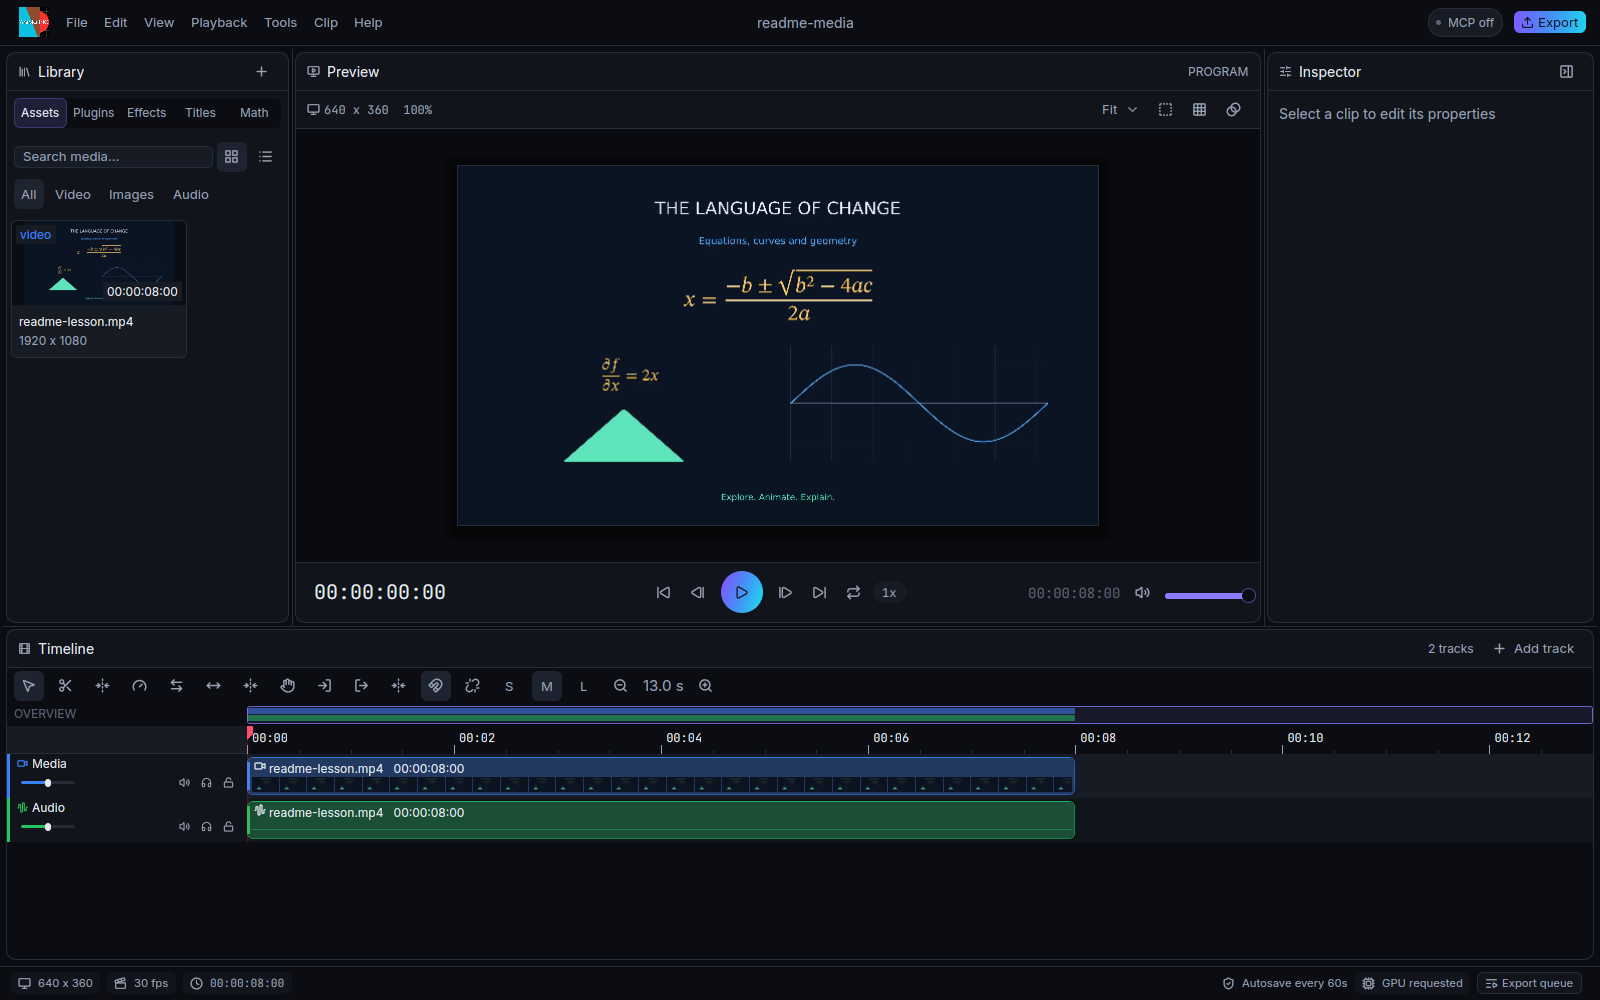 File Edit View Playback Tools Clip Help
readme-media
MCP off
Export
Library
Assets Plugins Effects Titles Math
Search media...
All Video Images Audio
video
00:00:08:00
readme-lesson.mp4
1920 x 1080
Preview
PROGRAM
640 x 360 100%
Fit
THE LANGUAGE OF CHANGE
Equations, curves and geometry
x = −b ± √b² − 4ac / 2a
∂f/∂x = 2x
Explore. Animate. Explain.
00:00:00:00
1x
00:00:08:00
Inspector
Select a clip to edit its properties
Timeline
2 tracks
Add track
S M L
13.0 s
OVERVIEW
00:00 00:02 00:04 00:06 00:08 00:10 00:12
Media
readme-lesson.mp4 00:00:08:00
Audio
readme-lesson.mp4 00:00:08:00
640 x 360
30 fps
00:00:08:00
Autosave every 60s
GPU requested
Export queue